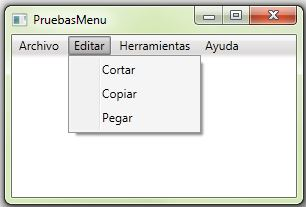 PruebasMenu
Archivo Editar Herramientas Ayuda
Cortar
Copiar
Pegar